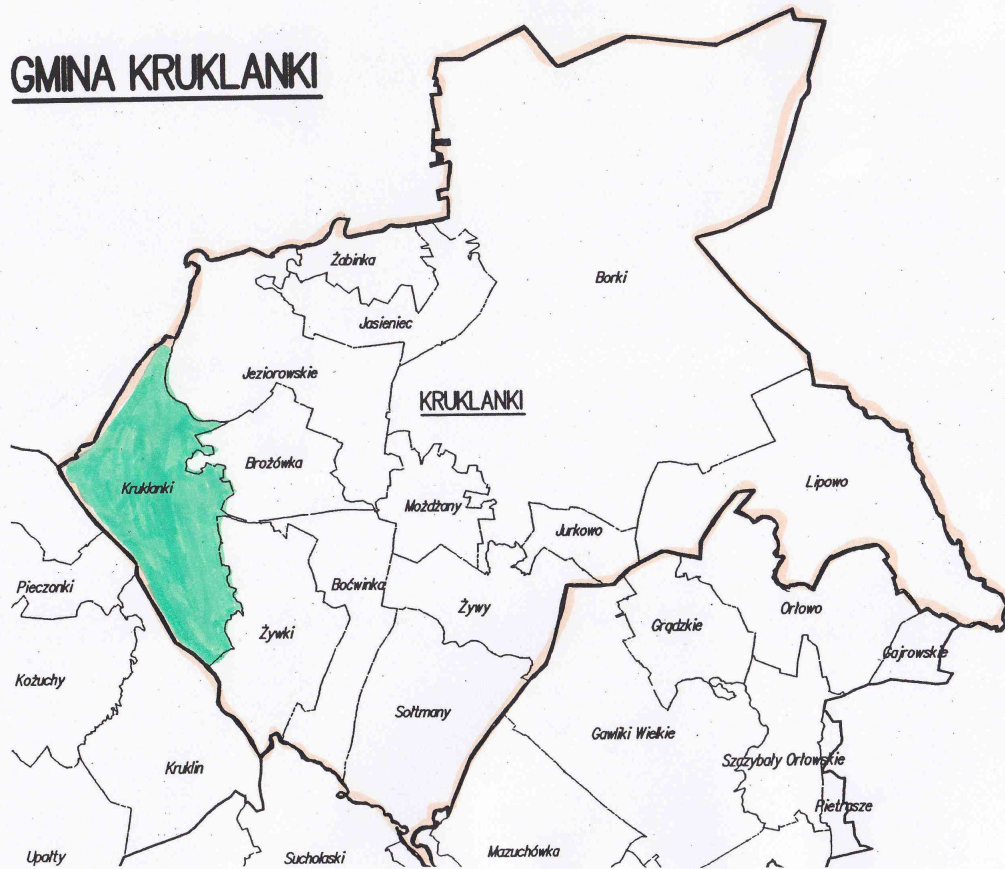 GMINA KRUKLANKI
Żabinka
Borki
Jasieniec
Jeziorowskie
KRUKLANKI
Brożówka
Kruklanki
Możdżany
Lipowo
Jurkowo
Pieczonki
Boćwinka
Żywy
Orłowo
Grądzkie
Żywki
Gajrowskie
Kożuchy
Sołtmany
Gawliki Wielkie
Szczybały Orłowskie
Kruklin
Pietrasze
Upałty
Sucholaski
Mazuchówka